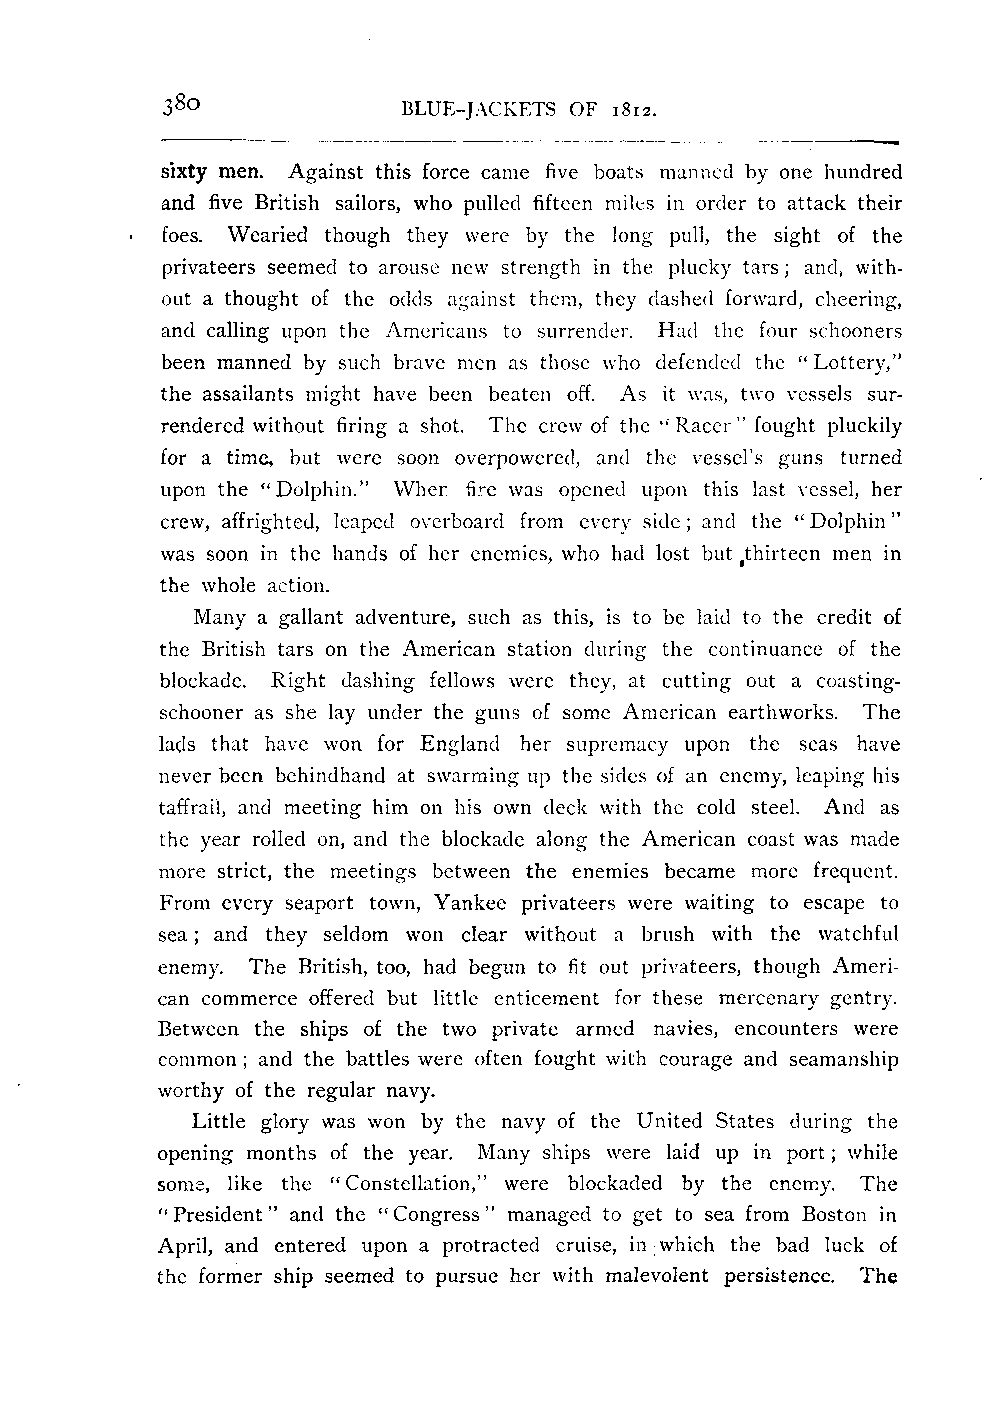 380 BLUE-JACKETS OF 1812.
sixty men. Against this force came five boats manned by one hundred
and five British sailors, who pulled fifteen miles in order to attack their
foes. Wearied though they were by the long pull, the sight of the
privateers seemed to arouse new strength in the plucky tars; and, with-
out a thought of the odds against them, they dashed forward, cheering,
and calling upon the Americans to surrender. Had the four schooners
been manned by such brave men as those who defended the "Lottery,"
the assailants might have been beaten off. As it was, two vessels sur-
rendered without firing a shot. The crew of the "Racer" fought pluckily
for a time, but were soon overpowered, and the vessel's guns turned
upon the "Dolphin." When fire was opened upon this last vessel, her
crew, affrighted, leaped overboard from every side; and the "Dolphin"
was soon in the hands of her enemies, who had lost but thirteen men in
the whole action.
Many a gallant adventure, such as this, is to be laid to the credit of
the British tars on the American station during the continuance of the
blockade. Right dashing fellows were they, at cutting out a coasting-
schooner as she lay under the guns of some American earthworks. The
lads that have won for England her supremacy upon the seas have
never been behindhand at swarming up the sides of an enemy, leaping his
taffrail, and meeting him on his own deck with the cold steel. And as
the year rolled on, and the blockade along the American coast was made
more strict, the meetings between the enemies became more frequent.
From every seaport town, Yankee privateers were waiting to escape to
sea; and they seldom won clear without a brush with the watchful
enemy. The British, too, had begun to fit out privateers, though Ameri-
can commerce offered but little enticement for these mercenary gentry.
Between the ships of the two private armed navies, encounters were
common; and the battles were often fought with courage and seamanship
worthy of the regular navy.
Little glory was won by the navy of the United States during the
opening months of the year. Many ships were laid up in port; while
some, like the "Constellation," were blockaded by the enemy. The
"President" and the "Congress" managed to get to sea from Boston in
April, and entered upon a protracted cruise, in which the bad luck of
the former ship seemed to pursue her with malevolent persistence. The